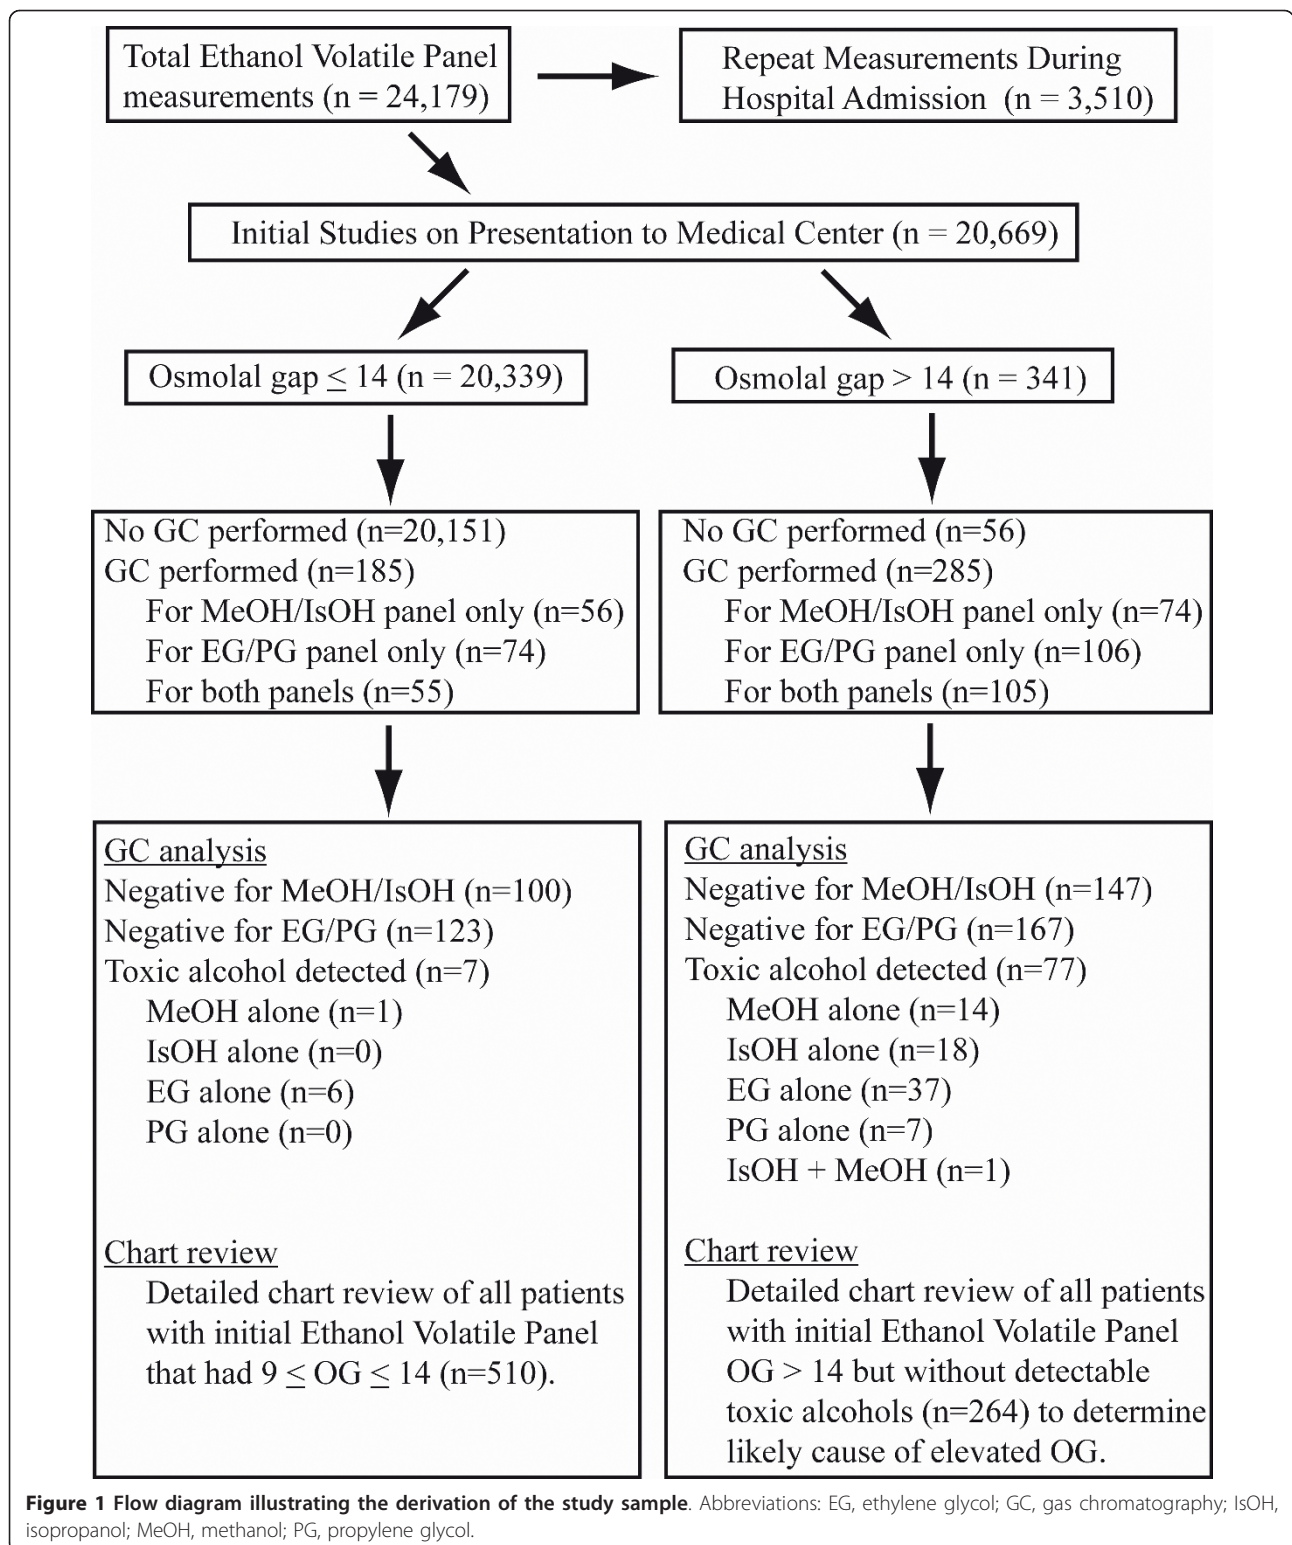 Total Ethanol Volatile Panel
measurements (n = 24,179)
Repeat Measurements During
Hospital Admission (n = 3,510)
Initial Studies on Presentation to Medical Center (n = 20,669)
Osmolal gap ≤ 14 (n = 20,339)
Osmolal gap > 14 (n = 341)
No GC performed (n=20,151)
GC performed (n=185)
For MeOH/IsOH panel only (n=56)
For EG/PG panel only (n=74)
For both panels (n=55)
No GC performed (n=56)
GC performed (n=285)
For MeOH/IsOH panel only (n=74)
For EG/PG panel only (n=106)
For both panels (n=105)
GC analysis
Negative for MeOH/IsOH (n=100)
Negative for EG/PG (n=123)
Toxic alcohol detected (n=7)
MeOH alone (n=1)
IsOH alone (n=0)
EG alone (n=6)
PG alone (n=0)
Chart review
Detailed chart review of all patients
with initial Ethanol Volatile Panel
that had 9 ≤ OG ≤ 14 (n=510).
GC analysis
Negative for MeOH/IsOH (n=147)
Negative for EG/PG (n=167)
Toxic alcohol detected (n=77)
MeOH alone (n=14)
IsOH alone (n=18)
EG alone (n=37)
PG alone (n=7)
IsOH + MeOH (n=1)
Chart review
Detailed chart review of all patients
with initial Ethanol Volatile Panel
OG > 14 but without detectable
toxic alcohols (n=264) to determine
likely cause of elevated OG.
Figure 1 Flow diagram illustrating the derivation of the study sample. Abbreviations: EG, ethylene glycol; GC, gas chromatography; IsOH,
isopropanol; MeOH, methanol; PG, propylene glycol.